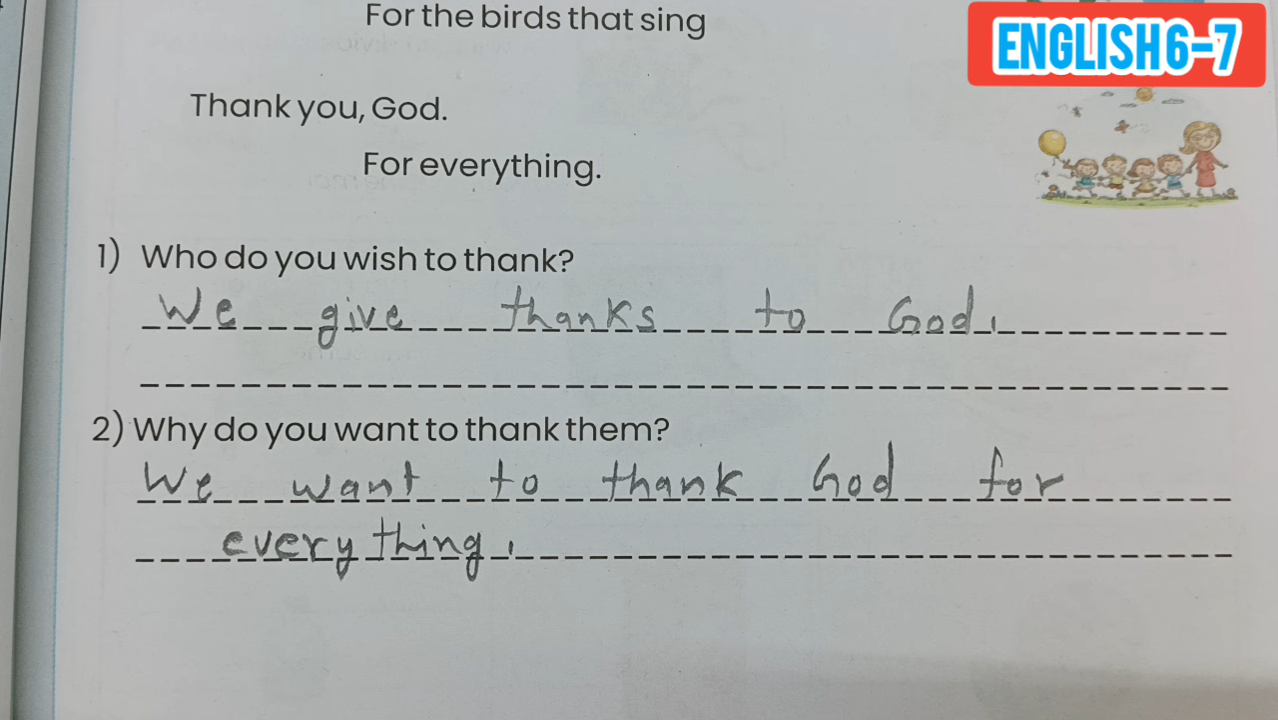 For the birds that sing
ENGLISH 6-7
Thank you, God.
For everything.
1) Who do you wish to thank?
We give thanks to God.
2) Why do you want to thank them?
We want to thank God for
everything.